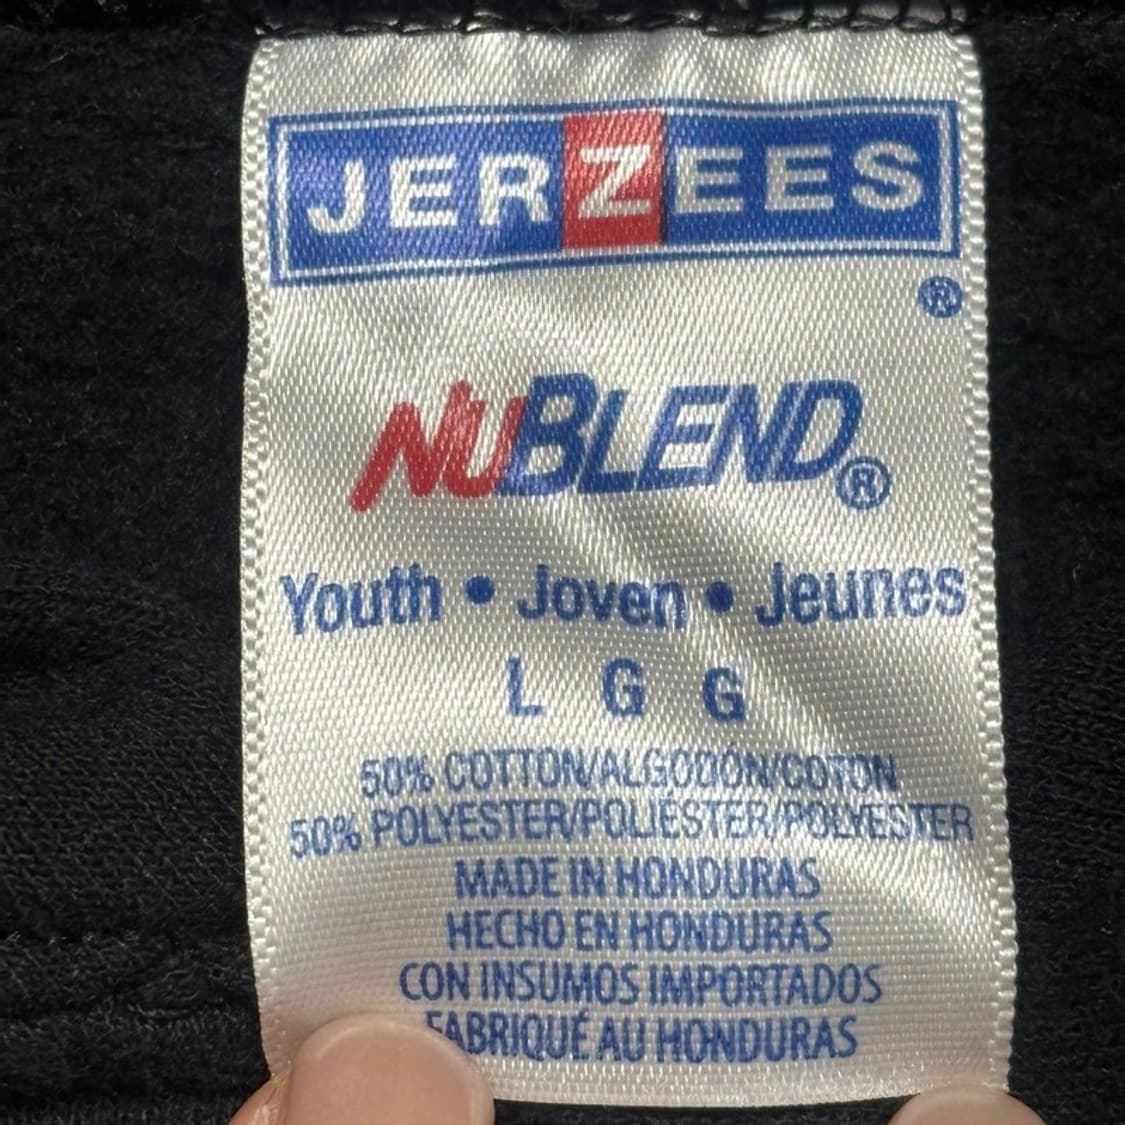 JERZEES
®
NUBLEND®
Youth • Joven • Jeunes
L G G
50% COTTON/ALGODÓN/COTON
50% POLYESTER/POLIÉSTER/POLYESTER
MADE IN HONDURAS
HECHO EN HONDURAS
CON INSUMOS IMPORTADOS
FABRIQUÉ AU HONDURAS